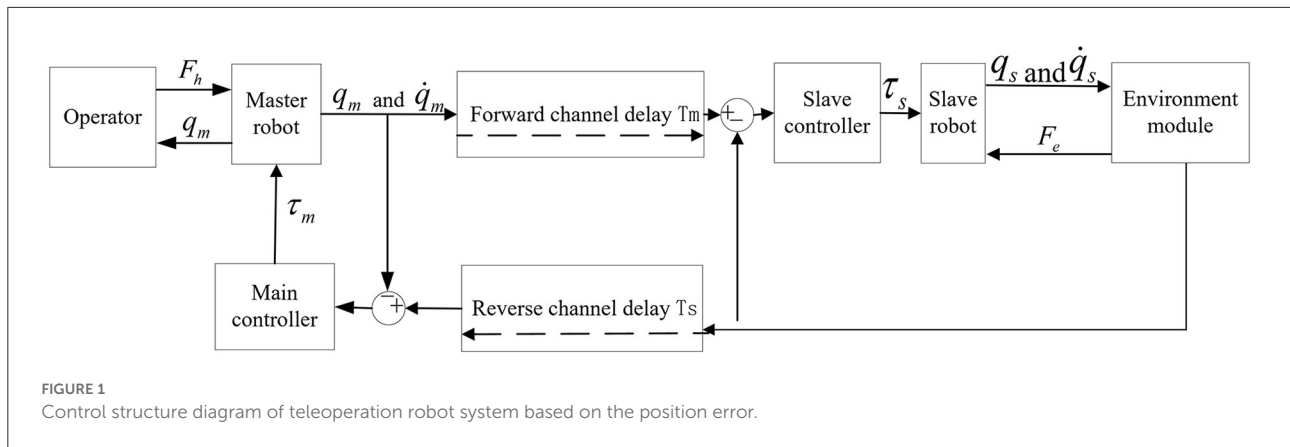 Operator
F_h
q_m
Master
robot
q_m and q̇_m
τ_m
Forward channel delay Tm
+
−
Slave
controller
τ_s
Slave
robot
q_s and q̇_s
F_e
Environment
module
Main
controller
−
+
Reverse channel delay Ts
FIGURE 1
Control structure diagram of teleoperation robot system based on the position error.